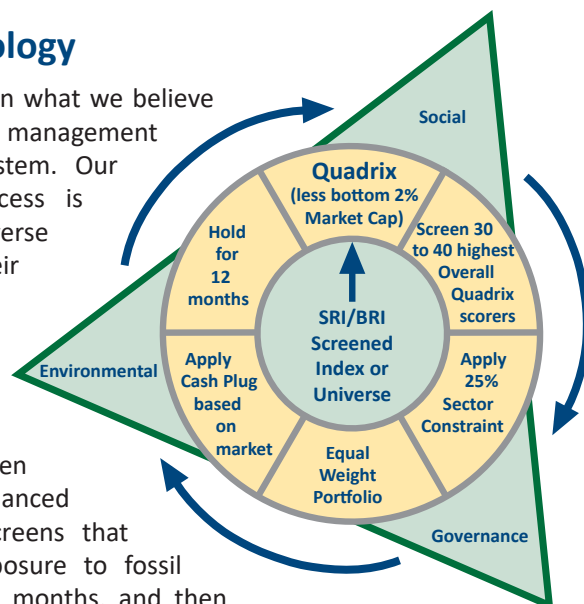 ology
n what we believe
management
stem. Our
cess is
verse
eir
en
anced
creens that
posure to fossil
months, and then
Social
Quadrix
(less bottom 2%
Market Cap)
Screen 30
to 40 highest
Overall
Quadrix
scorers
Apply
25%
Sector
Constraint
Equal
Weight
Portfolio
Apply
Cash Plug
based
on
market
Hold
for
12
months
SRI/BRI
Screened
Index or
Universe
Environmental
Governance